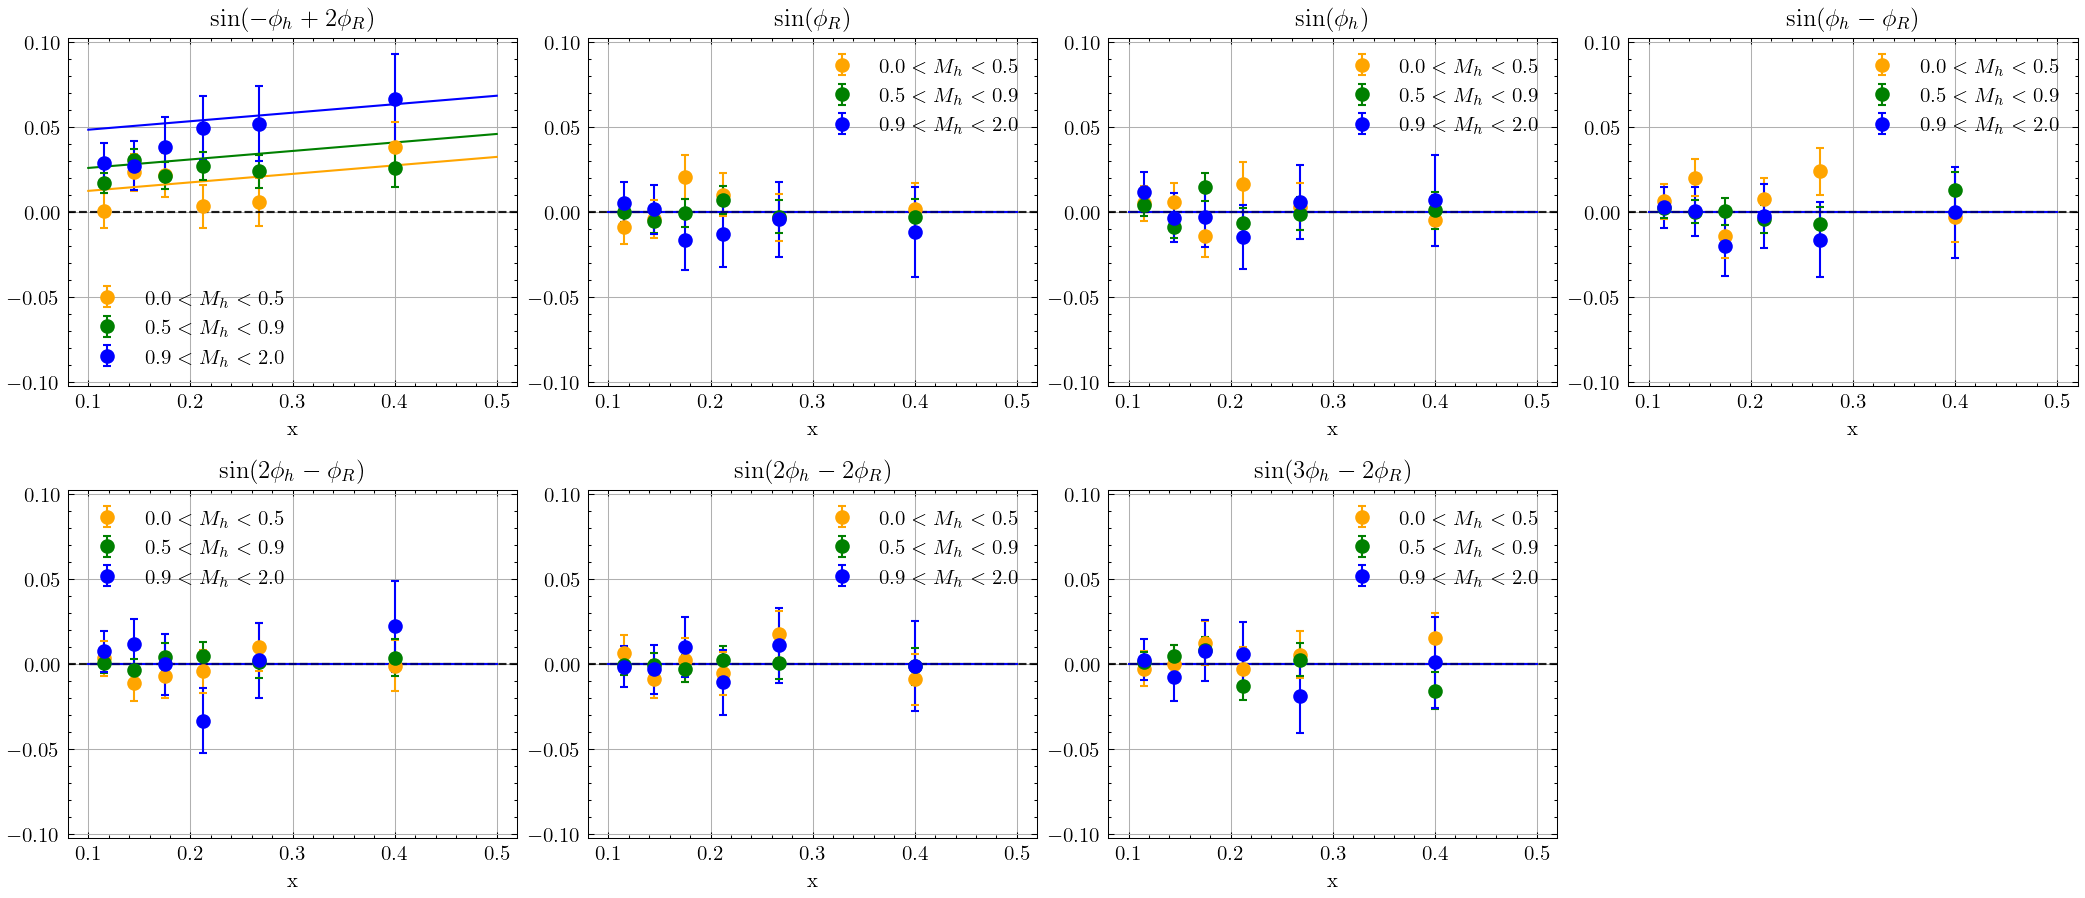 sin(−ϕ_h + 2ϕ_R)
0.10
0.05
0.00
−0.05
−0.10
0.0 < M_h < 0.5
0.5 < M_h < 0.9
0.9 < M_h < 2.0
0.1 0.2 0.3 0.4 0.5
x
sin(ϕ_R)
0.10
0.05
0.00
−0.05
−0.10
0.0 < M_h < 0.5
0.5 < M_h < 0.9
0.9 < M_h < 2.0
0.1 0.2 0.3 0.4 0.5
x
sin(ϕ_h)
0.10
0.05
0.00
−0.05
−0.10
0.0 < M_h < 0.5
0.5 < M_h < 0.9
0.9 < M_h < 2.0
0.1 0.2 0.3 0.4 0.5
x
sin(ϕ_h − ϕ_R)
0.10
0.05
0.00
−0.05
−0.10
0.0 < M_h < 0.5
0.5 < M_h < 0.9
0.9 < M_h < 2.0
0.1 0.2 0.3 0.4 0.5
x
sin(2ϕ_h − ϕ_R)
0.10
0.05
0.00
−0.05
−0.10
0.0 < M_h < 0.5
0.5 < M_h < 0.9
0.9 < M_h < 2.0
0.1 0.2 0.3 0.4 0.5
x
sin(2ϕ_h − 2ϕ_R)
0.10
0.05
0.00
−0.05
−0.10
0.0 < M_h < 0.5
0.5 < M_h < 0.9
0.9 < M_h < 2.0
0.1 0.2 0.3 0.4 0.5
x
sin(3ϕ_h − 2ϕ_R)
0.10
0.05
0.00
−0.05
−0.10
0.0 < M_h < 0.5
0.5 < M_h < 0.9
0.9 < M_h < 2.0
0.1 0.2 0.3 0.4 0.5
x